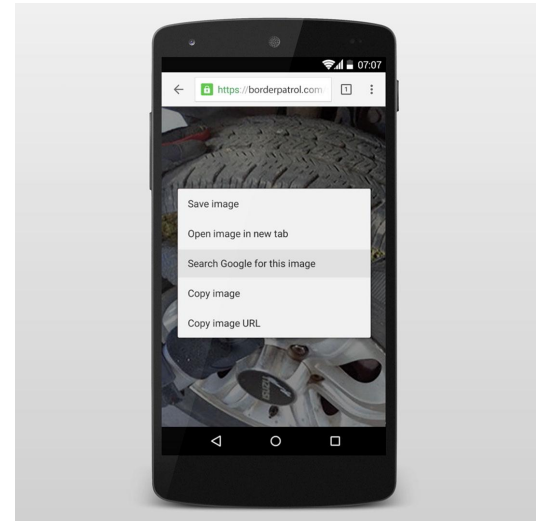 07:07
https://borderpatrol.com/
1
Save image
Open image in new tab
Search Google for this image
Copy image
Copy image URL